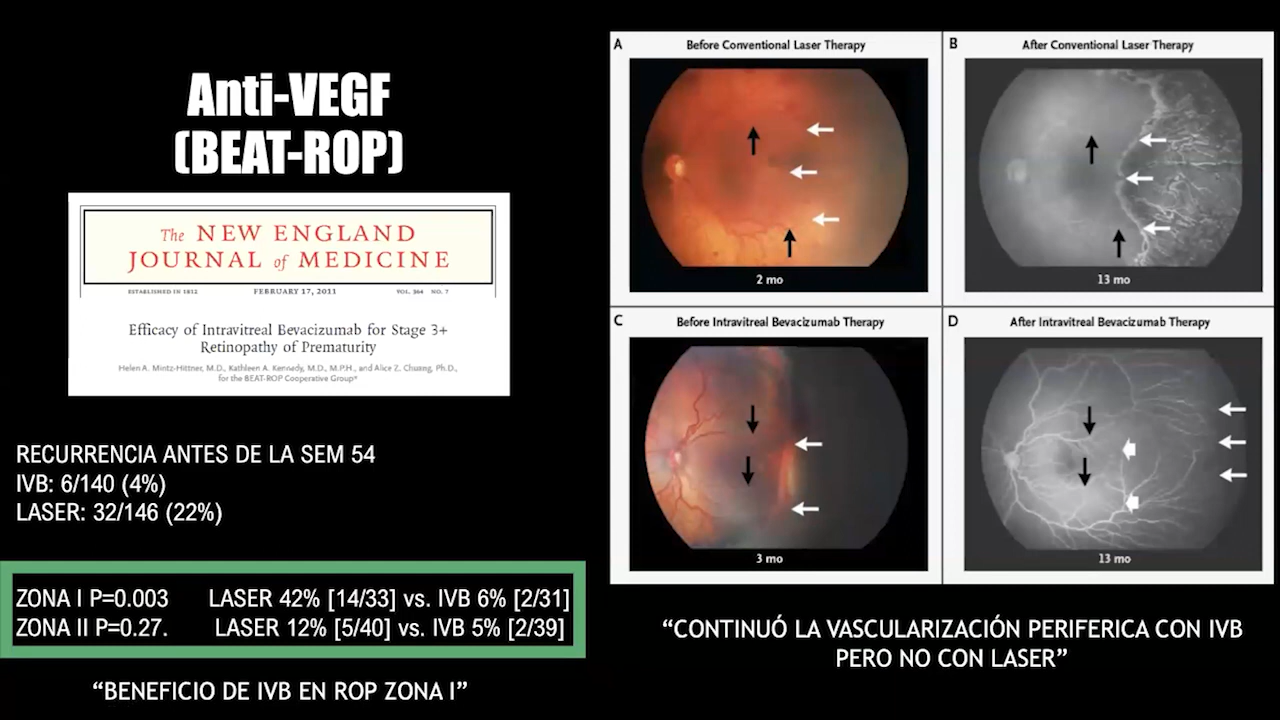 Anti-VEGF
(BEAT-ROP)
The NEW ENGLAND
JOURNAL of MEDICINE
ESTABLISHED IN 1812 FEBRUARY 17, 2011 VOL. 364 NO. 7
Efficacy of Intravitreal Bevacizumab for Stage 3+
Retinopathy of Prematurity
Helen A. Mintz-Hittner, M.D., Kathleen A. Kennedy, M.D., M.P.H., and Alice Z. Chuang, Ph.D.,
for the BEAT-ROP Cooperative Group*
RECURRENCIA ANTES DE LA SEM 54
IVB: 6/140 (4%)
LASER: 32/146 (22%)
ZONA I P=0.003 LASER 42% [14/33] vs. IVB 6% [2/31]
ZONA II P=0.27. LASER 12% [5/40] vs. IVB 5% [2/39]
“BENEFICIO DE IVB EN ROP ZONA I”
A Before Conventional Laser Therapy
2 mo
B After Conventional Laser Therapy
13 mo
C Before Intravitreal Bevacizumab Therapy
3 mo
D After Intravitreal Bevacizumab Therapy
13 mo
“CONTINUÓ LA VASCULARIZACIÓN PERIFERICA CON IVB
PERO NO CON LASER”